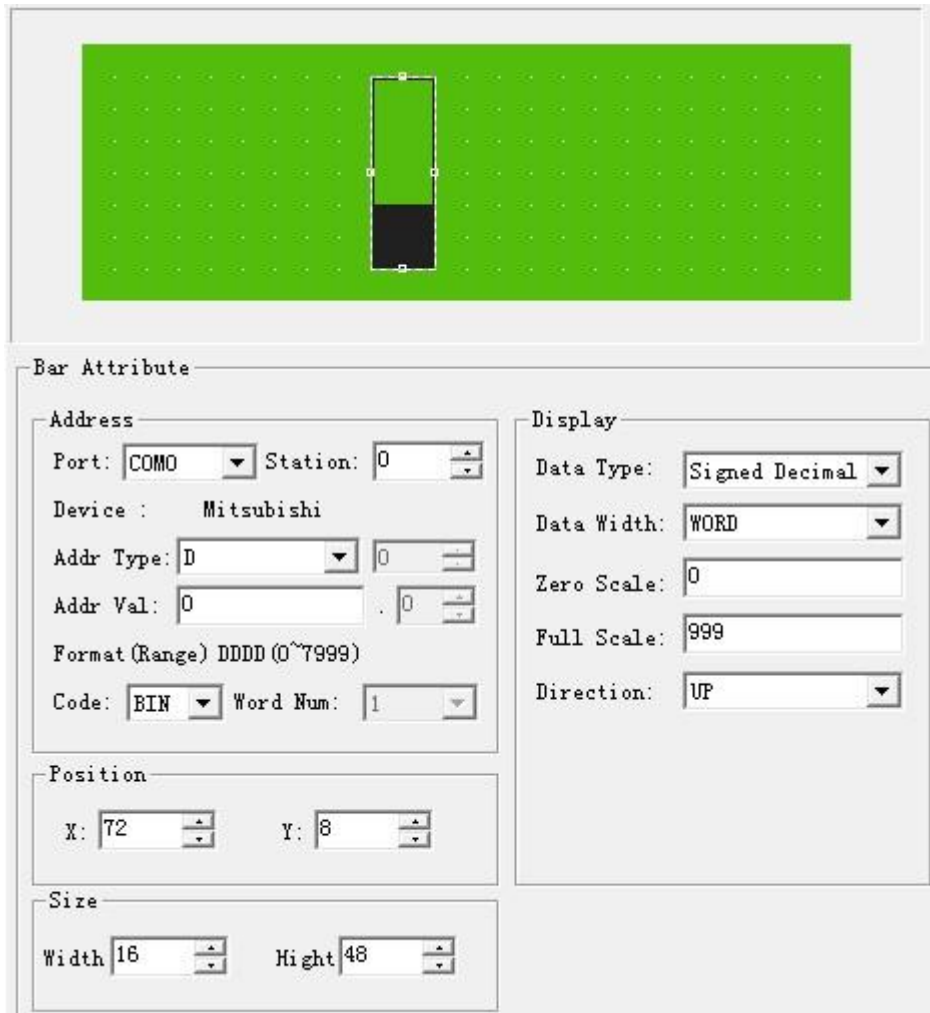 Bar Attribute
Address
Port: COM0 Station: 0
Device : Mitsubishi
Addr Type: D 0
Addr Val: 0 . 0
Format(Range) DDDD(0~7999)
Code: BIN Word Num: 1
Position
X: 72 Y: 8
Size
Width 16 Hight 48
Display
Data Type: Signed Decimal
Data Width: WORD
Zero Scale: 0
Full Scale: 999
Direction: UP